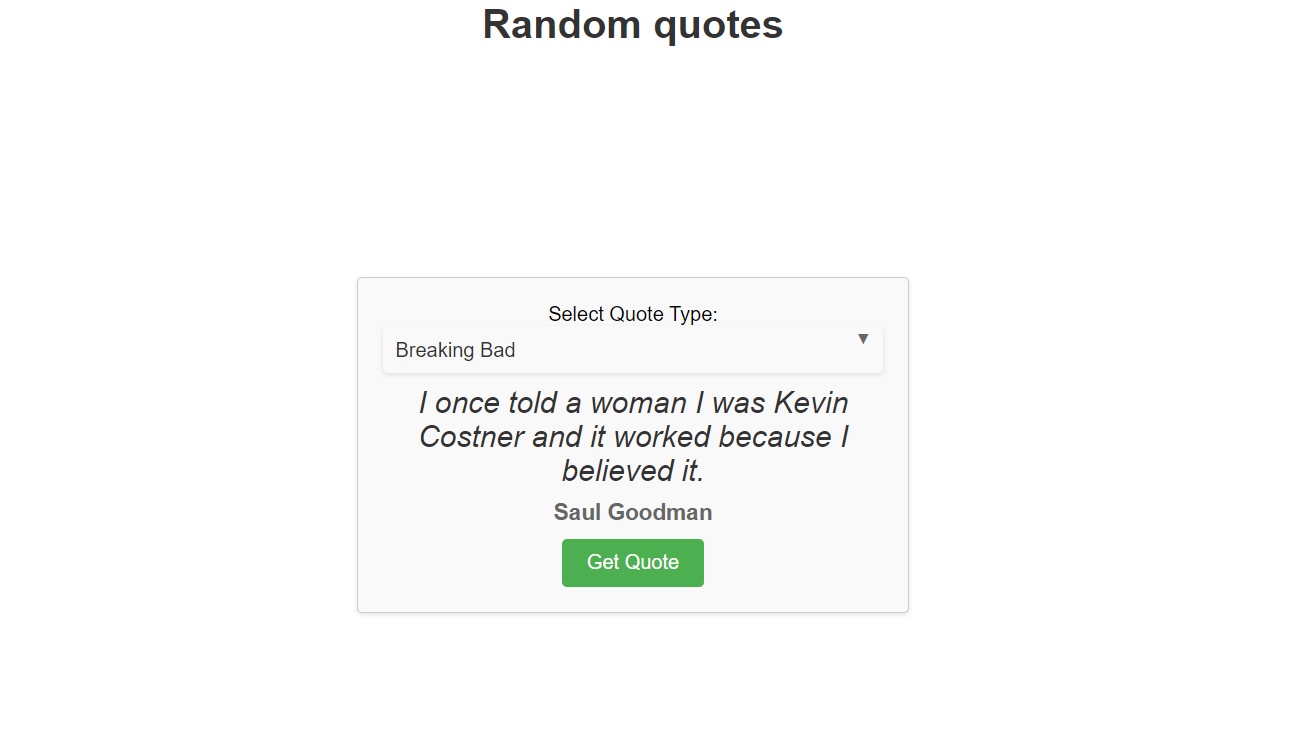 Random quotes
Select Quote Type:
Breaking Bad
I once told a woman I was Kevin
Costner and it worked because I
believed it.
Saul Goodman
Get Quote